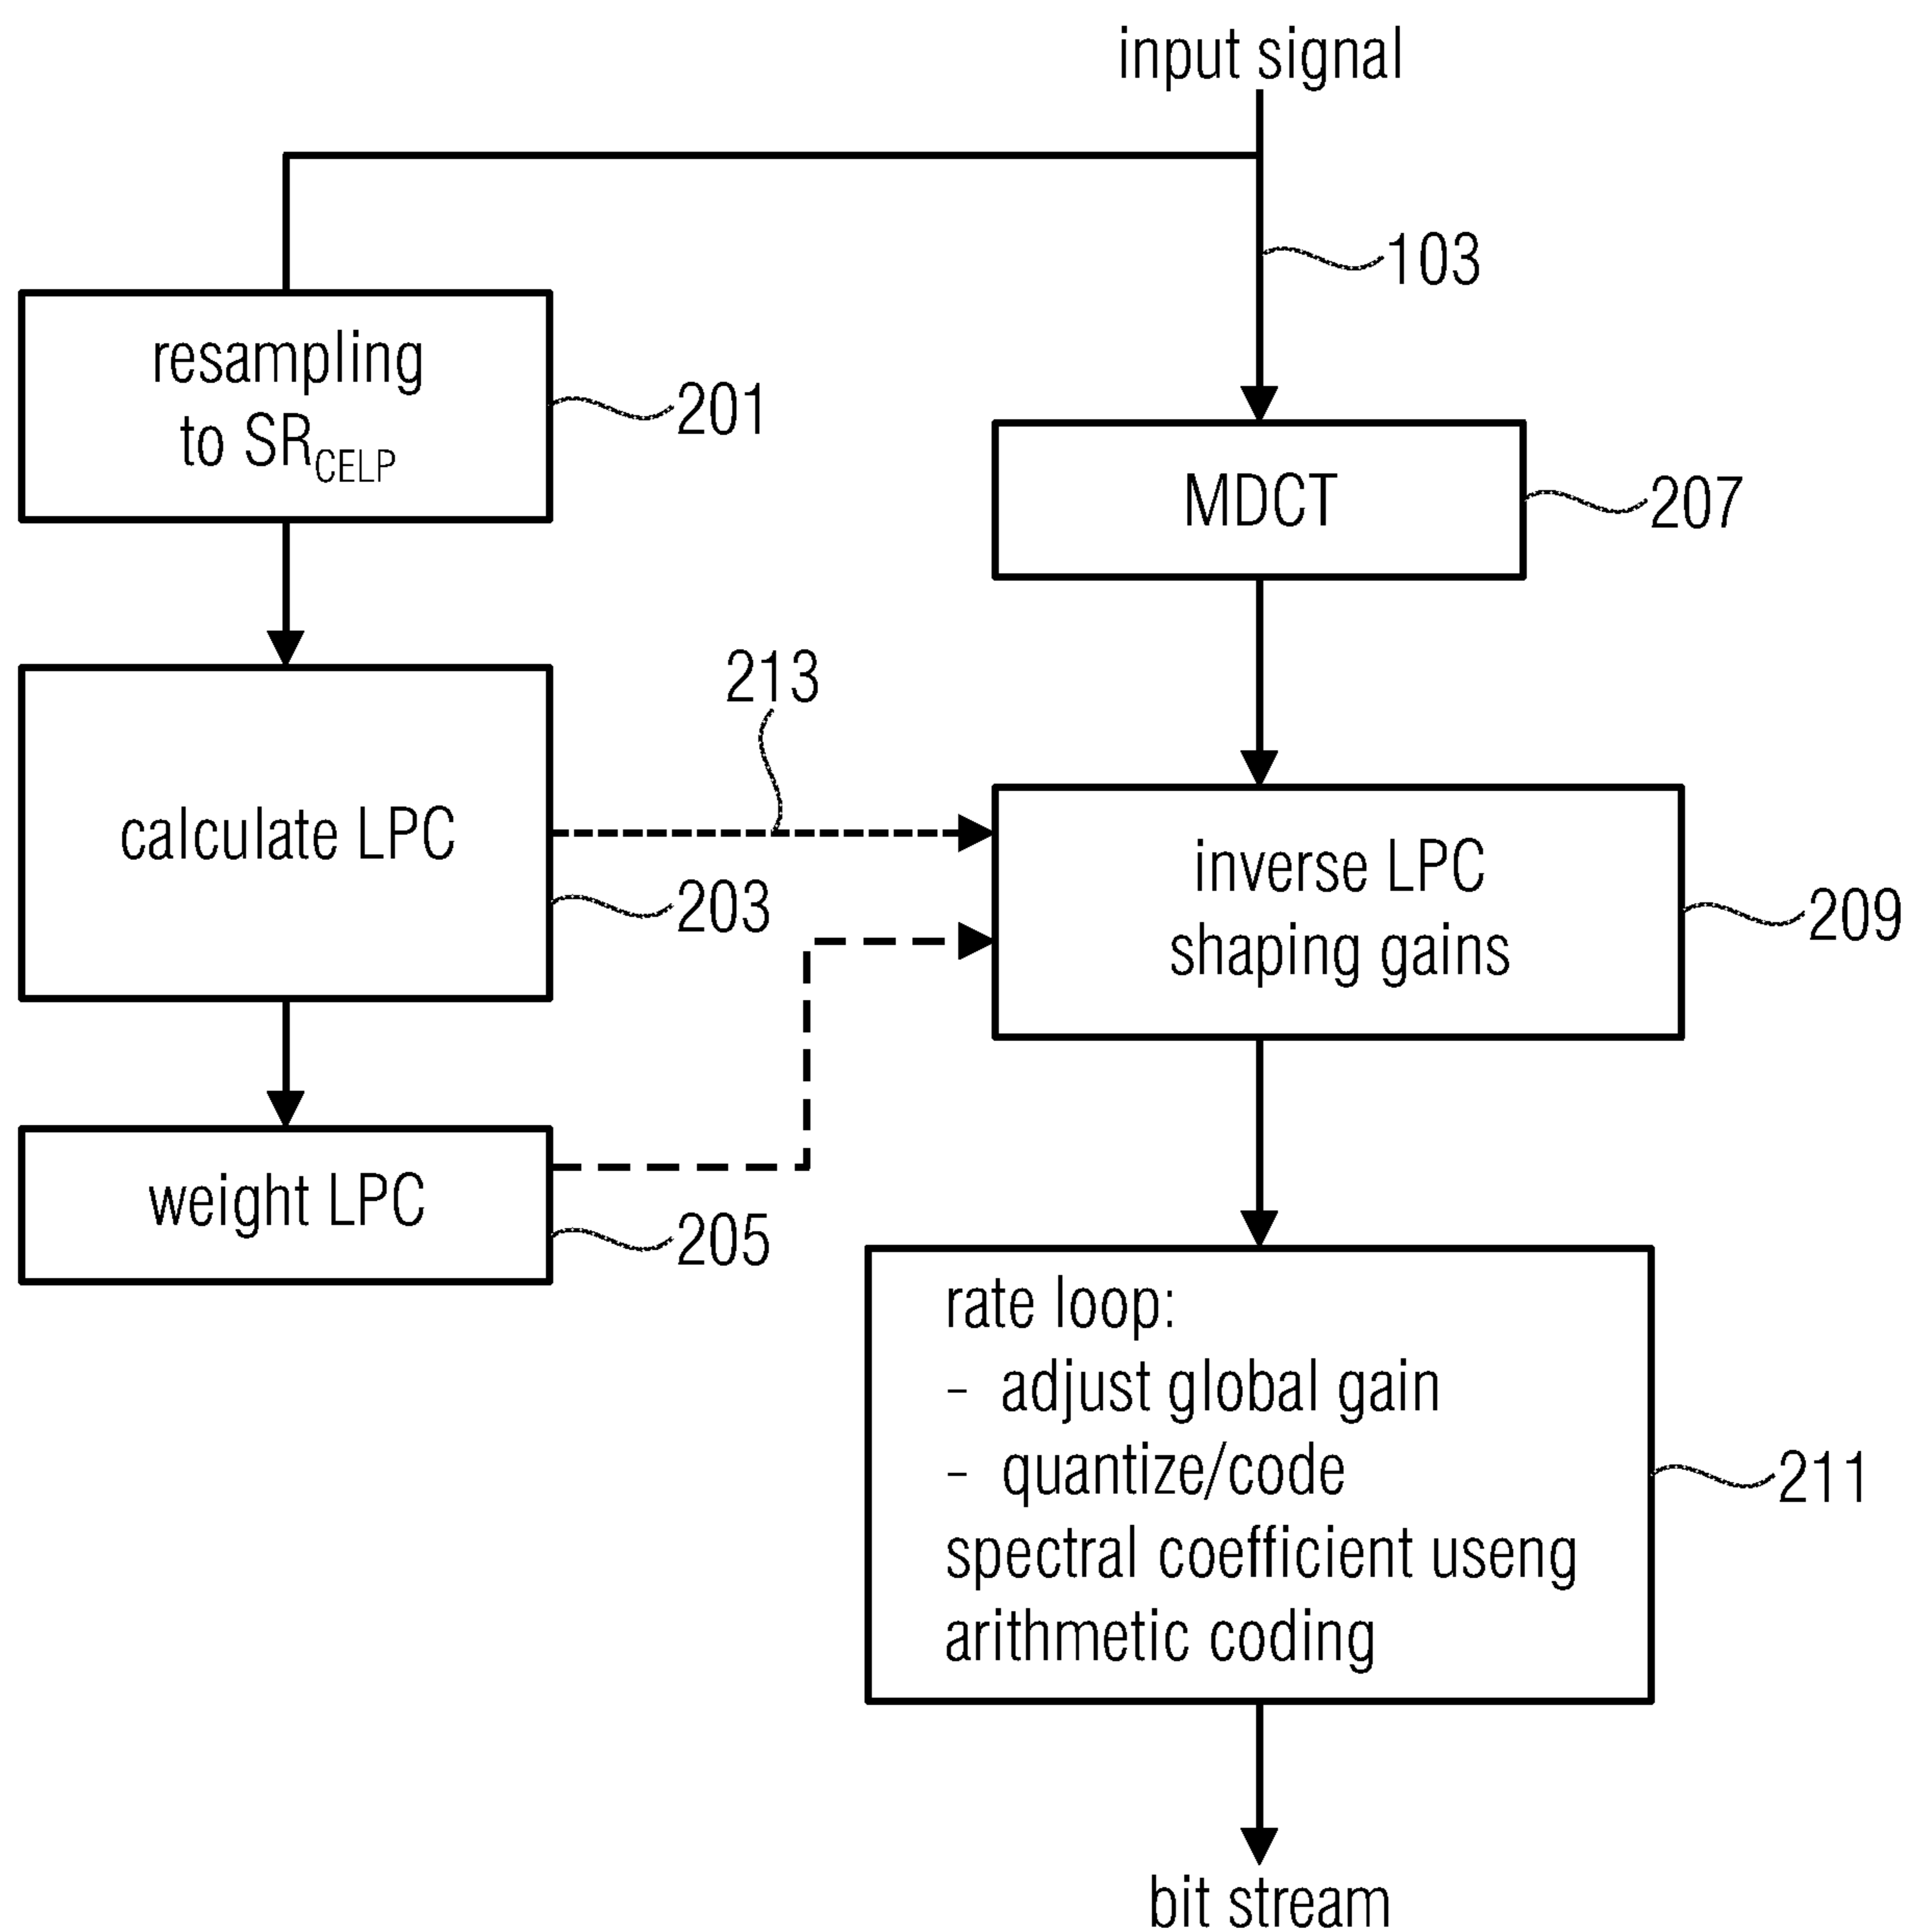 input signal
103
resampling
to SR_CELP
201
MDCT
207
213
calculate LPC
203
inverse LPC
shaping gains
209
weight LPC
205
rate loop:
- adjust global gain
- quantize/code
spectral coefficient useng
arithmetic coding
211
bit stream